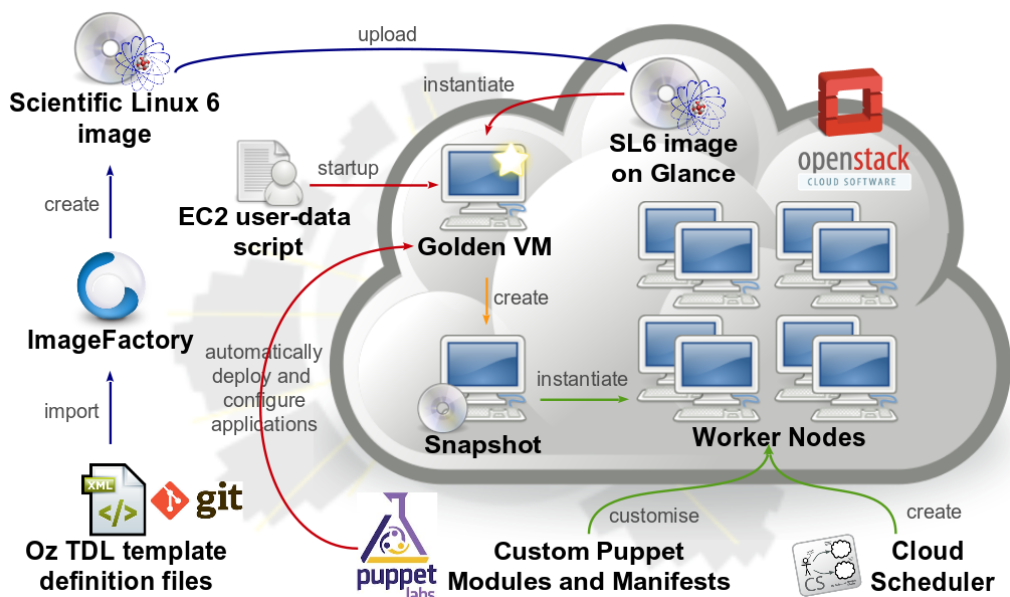 upload
Scientific Linux 6
image
instantiate
SL6 image
on Glance
openstack
CLOUD SOFTWARE
startup
EC2 user-data
script
Golden VM
create
create
ImageFactory
automatically
deploy and
configure
applications
instantiate
Snapshot
Worker Nodes
import
XML
</>
git
Oz TDL template
definition files
puppet
labs
customise
Custom Puppet
Modules and Manifests
create
CS
Cloud
Scheduler